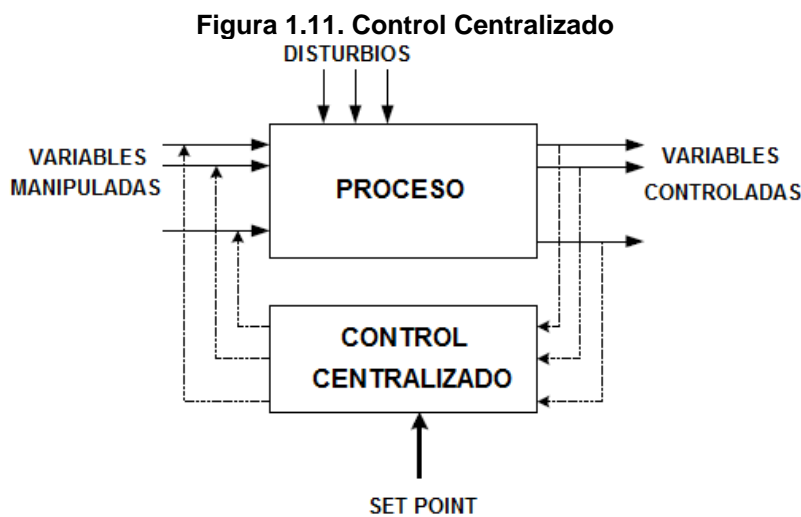 Figura 1.11. Control Centralizado
DISTURBIOS
VARIABLES
MANIPULADAS
PROCESO
VARIABLES
CONTROLADAS
CONTROL
CENTRALIZADO
SET POINT